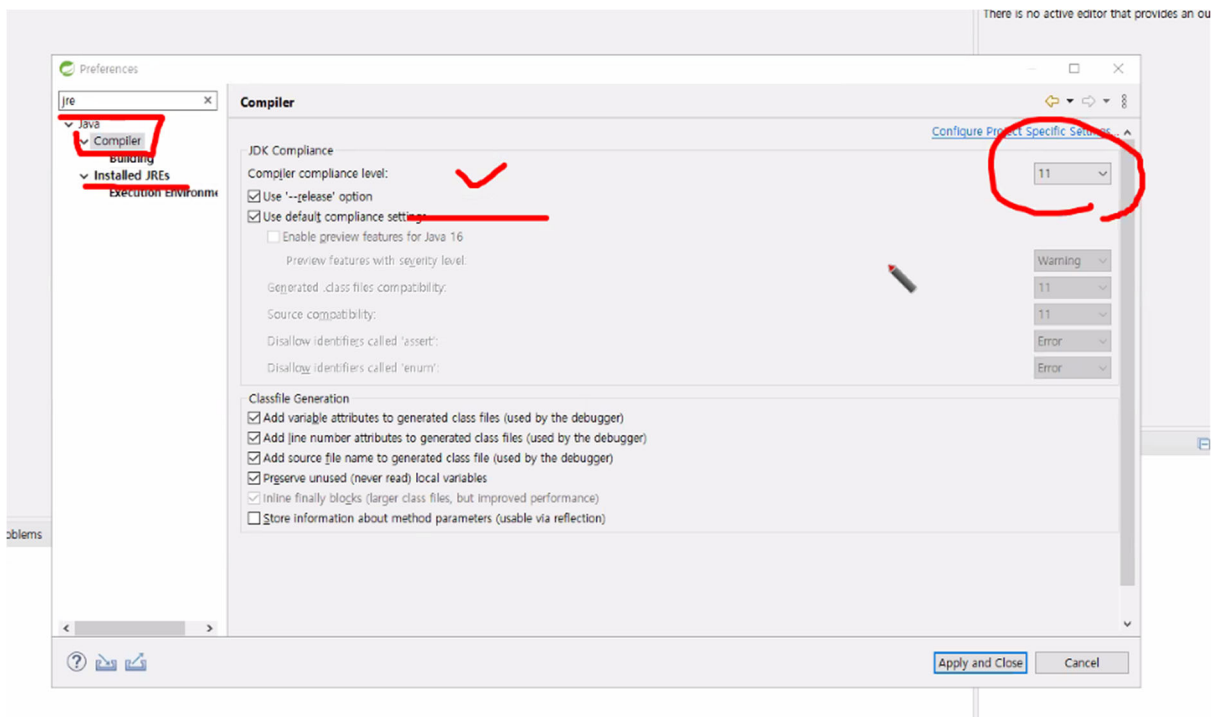 There is no active editor that provides an ou
Preferences
jre
Compiler
Java
Compiler
Building
Installed JREs
Execution Environme
Configure Project Specific Settings...
JDK Compliance
Compiler compliance level:
11
Use '--release' option
Use default compliance settings
Enable preview features for Java 16
Preview features with severity level:
Warning
Generated .class files compatibility:
11
Source compatibility:
11
Disallow identifiers called 'assert':
Error
Disallow identifiers called 'enum':
Error
Classfile Generation
Add variable attributes to generated class files (used by the debugger)
Add line number attributes to generated class files (used by the debugger)
Add source file name to generated class file (used by the debugger)
Preserve unused (never read) local variables
Inline finally blocks (larger class files, but improved performance)
Store information about method parameters (usable via reflection)
oblems
Apply and Close
Cancel